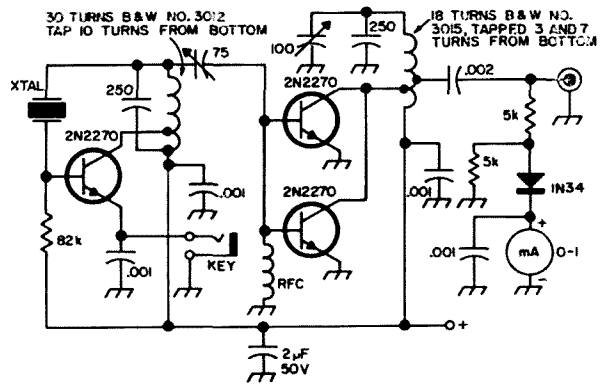 30 TURNS B&W NO. 3012
TAP 10 TURNS FROM BOTTOM
18 TURNS B&W NO.
3015, TAPPED 3 AND 7
TURNS FROM BOTTOM
75
100
250
.002
XTAL
250
2N2270
2N2270
5k
2N2270
5k
1N34
.001
.001
82k
.001
KEY
RFC
.001
+
mA
0-1
-
+
2µF
50V